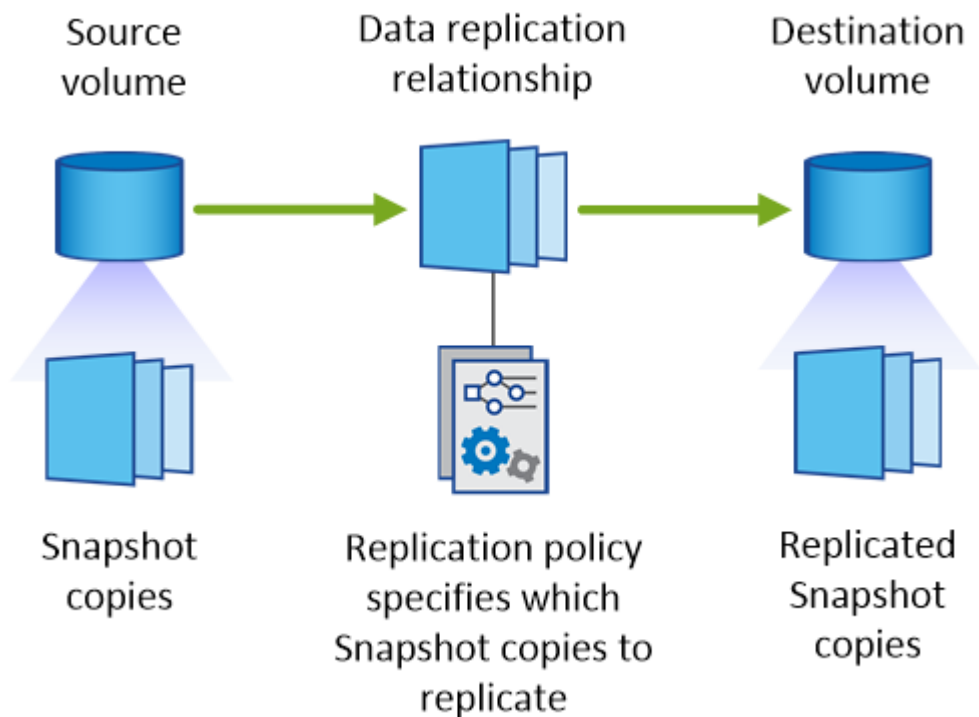 Source
volume
Data replication
relationship
Destination
volume
Snapshot
copies
Replication policy
specifies which
Snapshot copies to
replicate
Replicated
Snapshot
copies